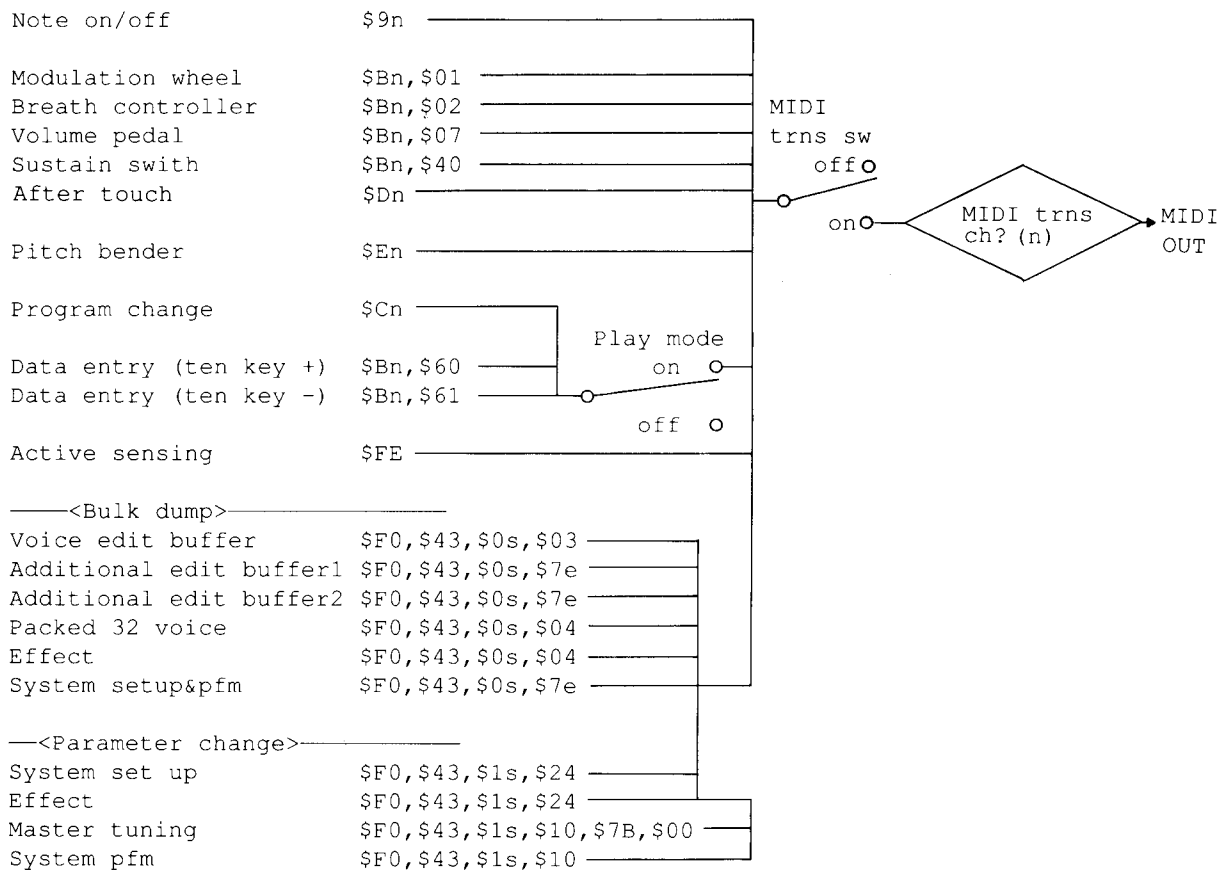 Note on/off $9n
Modulation wheel $Bn,$01
Breath controller $Bn,$02
Volume pedal $Bn,$07
Sustain swith $Bn,$40
After touch $Dn
Pitch bender $En
Program change $Cn
Data entry (ten key +) $Bn,$60
Data entry (ten key -) $Bn,$61
Active sensing $FE
<Bulk dump>
Voice edit buffer $F0,$43,$0s,$03
Additional edit buffer1 $F0,$43,$0s,$7e
Additional edit buffer2 $F0,$43,$0s,$7e
Packed 32 voice $F0,$43,$0s,$04
Effect $F0,$43,$0s,$04
System setup&pfm $F0,$43,$0s,$7e
<Parameter change>
System set up $F0,$43,$1s,$24
Effect $F0,$43,$1s,$24
Master tuning $F0,$43,$1s,$10,$7B,$00
System pfm $F0,$43,$1s,$10
Play mode
on
off
MIDI
trns sw
off
on
MIDI trns
ch?(n)
MIDI
OUT